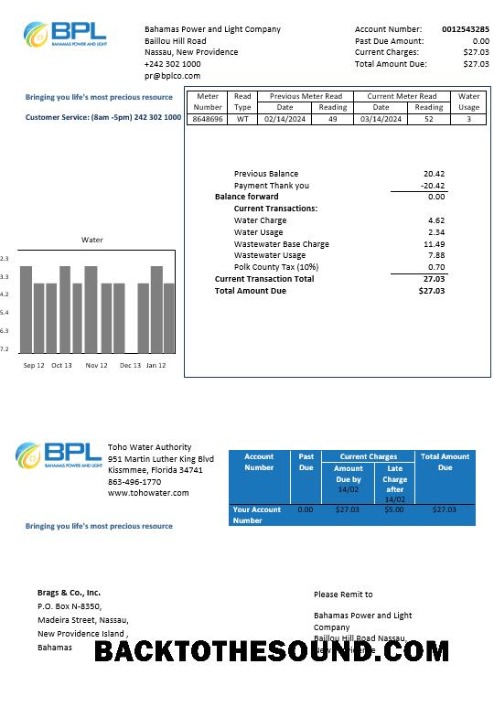 BPL
BAHAMAS POWER AND LIGHT
Bahamas Power and Light Company
Baillou Hill Road
Nassau, New Providence
+242 302 1000
pr@bplco.com
Account Number: 0012543285
Past Due Amount: 0.00
Current Charges: $27.03
Total Amount Due: $27.03
Bringing you life's most precious resource
Customer Service: (8am -5pm) 242 302 1000
Meter Number Read Type Previous Meter Read Current Meter Read Water Usage
Date Reading Date Reading
8648696 WT 02/14/2024 49 03/14/2024 52 3
Previous Balance 20.42
Payment Thank you -20.42
Balance forward 0.00
Current Transactions:
Water Charge 4.62
Water Usage 2.34
Wastewater Base Charge 11.49
Wastewater Usage 7.88
Polk County Tax (10%) 0.70
Current Transaction Total 27.03
Total Amount Due $27.03
Water
2.3
3.3
4.2
5.4
6.3
7.2
Sep 12 Oct 13 Nov 12 Dec 13 Jan 12
BPL
BAHAMAS POWER AND LIGHT
Toho Water Authority
951 Martin Luther King Blvd
Kissmmee, Florida 34741
863-496-1770
www.tohowater.com
Bringing you life's most precious resource
Account Number Past Due Current Charges Total Amount Due
Amount Due by 14/02 Late Charge after 14/02
Your Account Number 0.00 $27.03 $5.00 $27.03
Brags & Co., Inc.
P.O. Box N-8350,
Madeira Street, Nassau,
New Providence Island ,
Bahamas
Please Remit to
Bahamas Power and Light
Company
Baillou Hill Road Nassau,
New Providence
BACKTOTHESOUND.COM